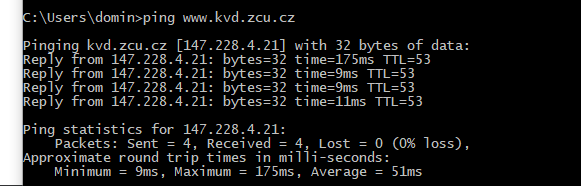 C:\Users\domin>ping www.kvd.zcu.cz
Pinging kvd.zcu.cz [147.228.4.21] with 32 bytes of data:
Reply from 147.228.4.21: bytes=32 time=175ms TTL=53
Reply from 147.228.4.21: bytes=32 time=9ms TTL=53
Reply from 147.228.4.21: bytes=32 time=9ms TTL=53
Reply from 147.228.4.21: bytes=32 time=11ms TTL=53
Ping statistics for 147.228.4.21:
    Packets: Sent = 4, Received = 4, Lost = 0 (0% loss),
Approximate round trip times in milli-seconds:
    Minimum = 9ms, Maximum = 175ms, Average = 51ms